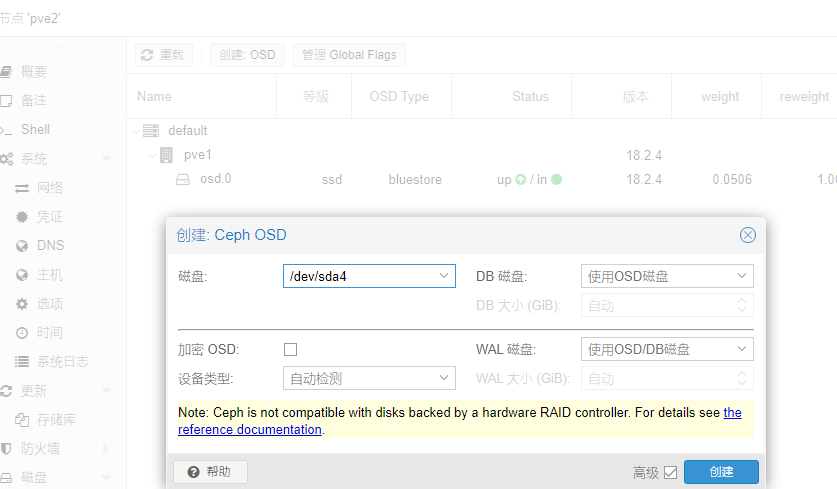 节点 'pve2'
概要
备注
Shell
系统
网络
凭证
DNS
主机
选项
时间
系统日志
更新
存储库
防火墙
磁盘
重载 创建: OSD 管理 Global Flags
Name 等級 OSD Type Status 版本 weight reweight
default
pve1 18.2.4
osd.0 ssd bluestore up / in 18.2.4 0.0506 1.00
创建: Ceph OSD
磁盘: /dev/sda4 DB 磁盘: 使用OSD磁盘
DB 大小 (GiB): 自动
加密 OSD: WAL 磁盘: 使用OSD/DB磁盘
设备类型: 自动检测 WAL 大小 (GiB): 自动
Note: Ceph is not compatible with disks backed by a hardware RAID controller. For details see the
reference documentation.
帮助 高级 创建